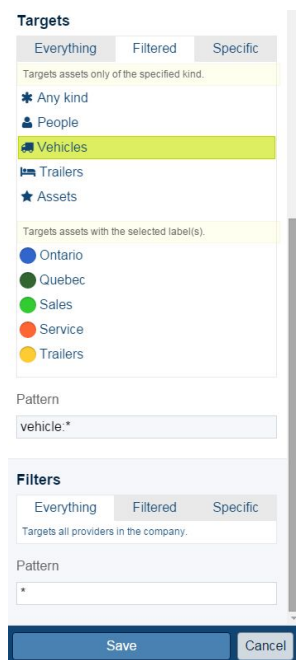 Targets
Everything Filtered Specific
Targets assets only of the specified kind.
Any kind
People
Vehicles
Trailers
Assets
Targets assets with the selected label(s).
Ontario
Quebec
Sales
Service
Trailers
Pattern
vehicle:*
Filters
Everything Filtered Specific
Targets all providers in the company.
Pattern
*
Save Cancel